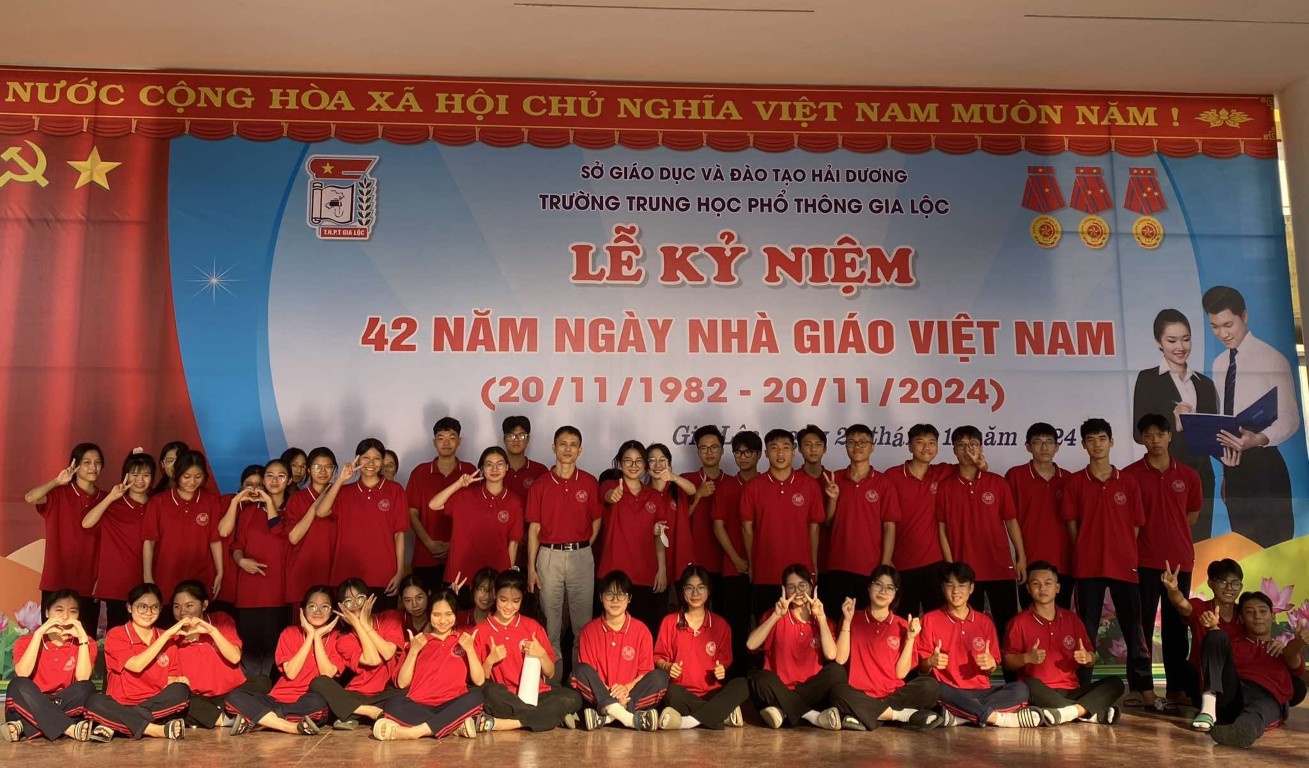 NƯỚC CỘNG HÒA XÃ HỘI CHỦ NGHĨA VIỆT NAM MUÔN NĂM !
SỞ GIÁO DỤC VÀ ĐÀO TẠO HẢI DƯƠNG
TRƯỜNG TRUNG HỌC PHỔ THÔNG GIA LỘC
T.H.P.T GIA LỘC
LỄ KỶ NIỆM
42 NĂM NGÀY NHÀ GIÁO VIỆT NAM
(20/11/1982 - 20/11/2024)